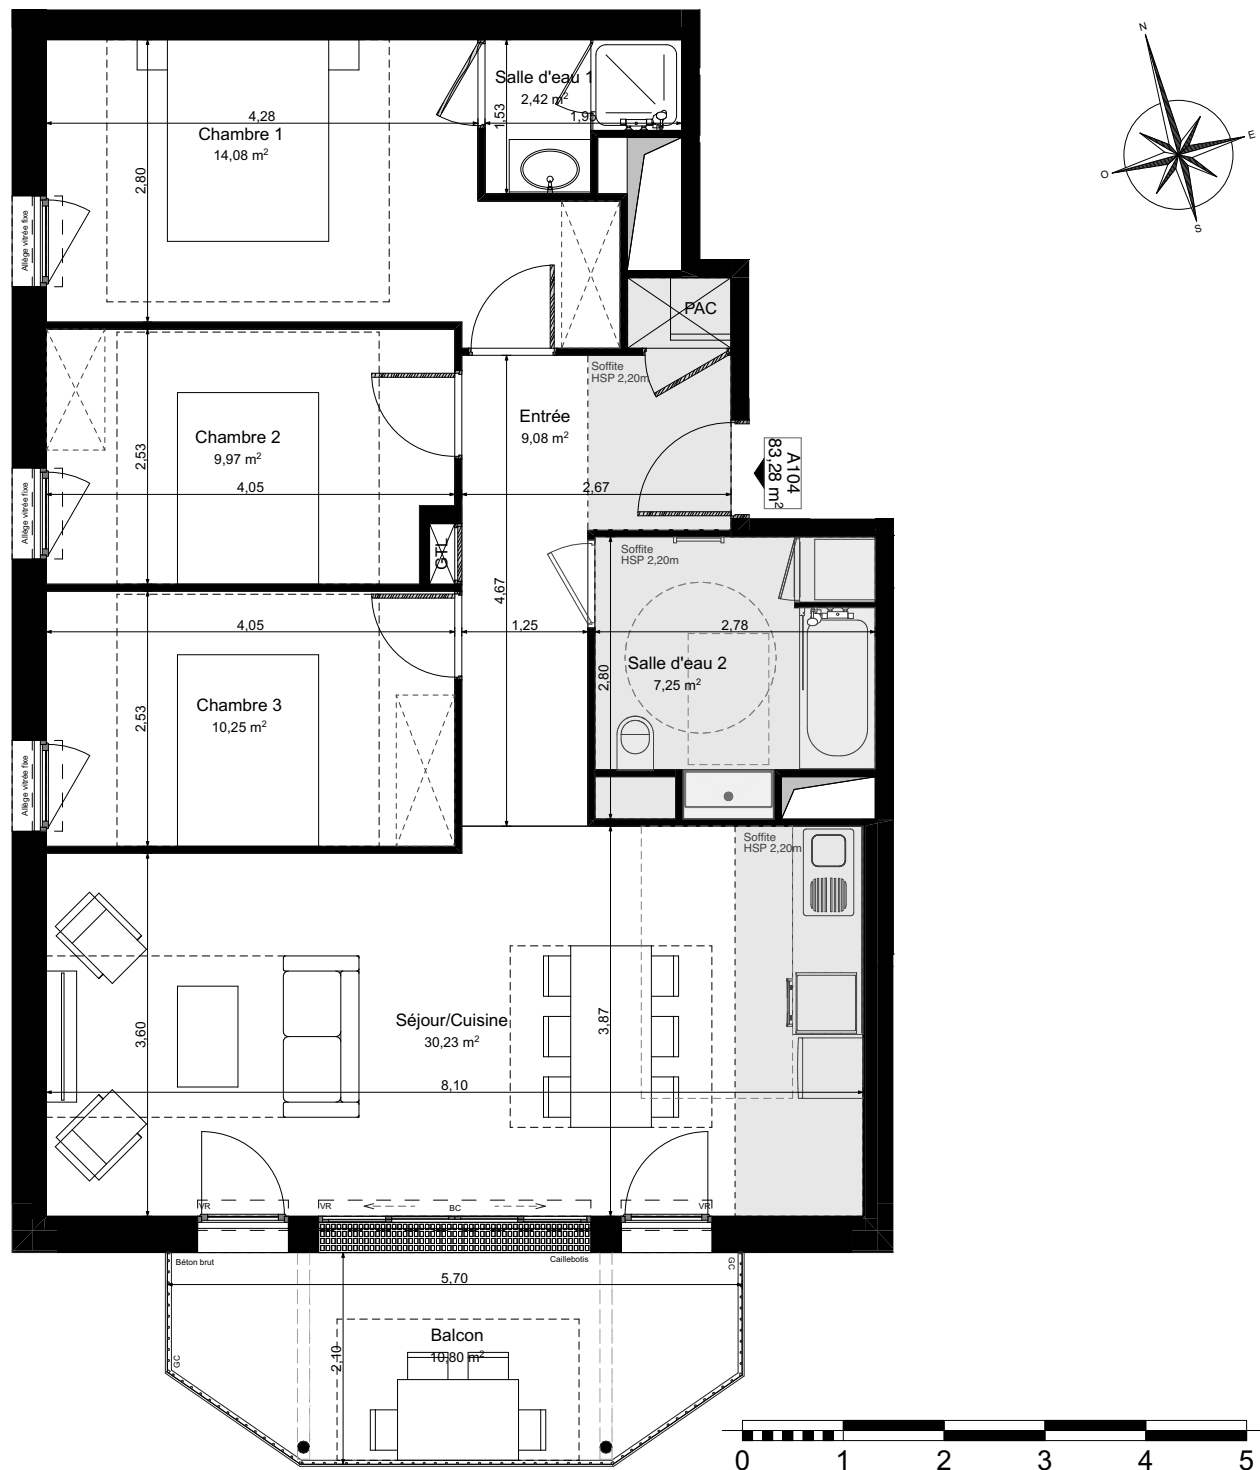 N
E
S
O
Salle d'eau 1
2,42 m²
1,53
1,95
4,28
Chambre 1
14,08 m²
2,80
Allège vitrée fixe
PAC
Soffite
HSP 2,20m
Entrée
9,08 m²
2,67
A104
83,28 m²
Chambre 2
9,97 m²
2,53
4,05
Allège vitrée fixe
GTL
Soffite
HSP 2,20m
4,67
1,25
2,78
2,80
Salle d'eau 2
7,25 m²
4,05
Chambre 3
10,25 m²
2,53
Allège vitrée fixe
Soffite
HSP 2,20m
Séjour/Cuisine
30,23 m²
3,60
3,87
8,10
VR
VR
BC
VR
Béton brut
Caillebotis
GC
5,70
Balcon
10,80 m²
2,10
GC
0 1 2 3 4 5